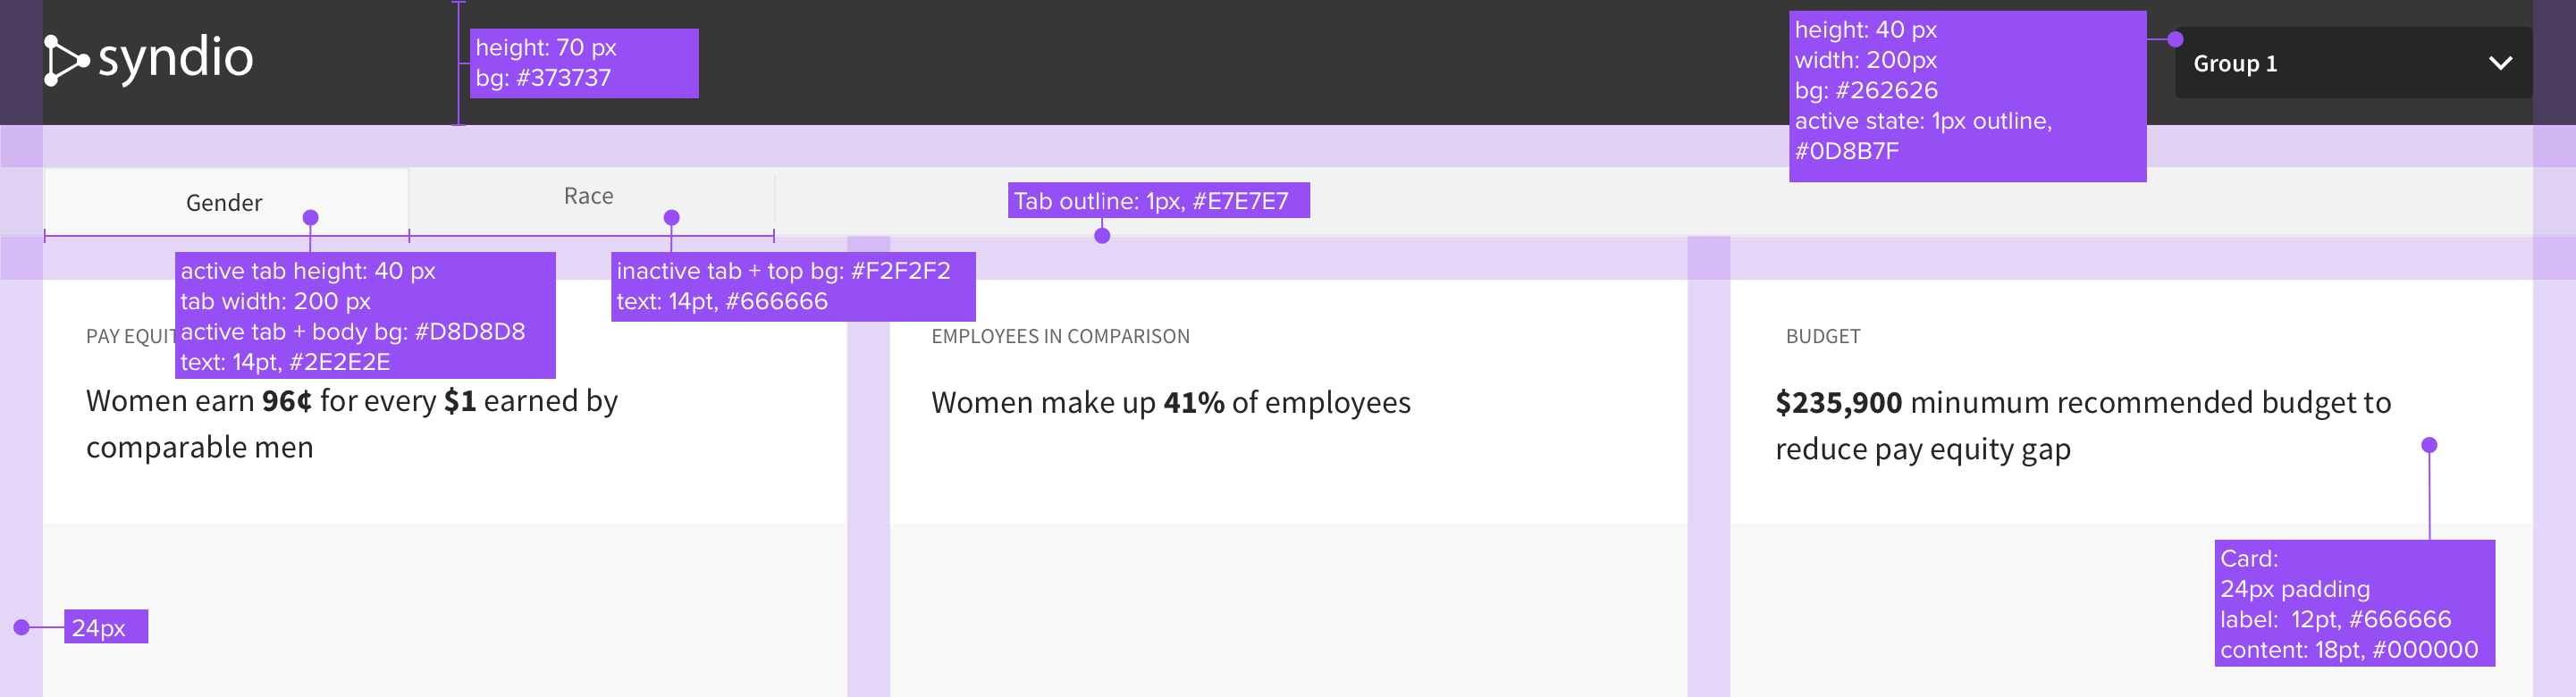 syndio
height: 70 px
bg: #373737
height: 40 px
width: 200px
bg: #262626
active state: 1px outline,
#0D8B7F
Group 1
Gender
Race
Tab outline: 1px, #E7E7E7
active tab height: 40 px
tab width: 200 px
active tab + body bg: #D8D8D8
text: 14pt, #2E2E2E
inactive tab + top bg: #F2F2F2
text: 14pt, #666666
PAY EQUIT
Women earn 96¢ for every $1 earned by
comparable men
EMPLOYEES IN COMPARISON
Women make up 41% of employees
BUDGET
$235,900 minumum recommended budget to
reduce pay equity gap
24px
Card:
24px padding
label: 12pt, #666666
content: 18pt, #000000